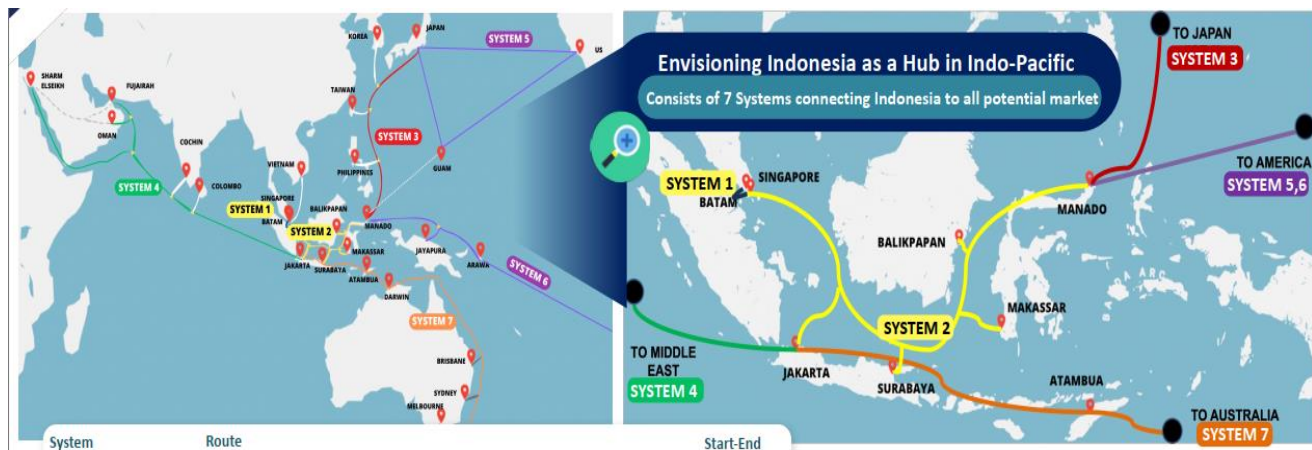 KOREA
JAPAN
SYSTEM 5
US
SHARM
ELSEIKH
FUJAIRAH
TAIWAN
OMAN
SYSTEM 3
COCHIN
GUAM
VIETNAM
PHILIPPINES
SYSTEM 4
COLOMBO
SINGAPORE
BALIKPAPAN
SYSTEM 1
BATAM
MANADO
SYSTEM 2
MAKASSAR
JAYAPURA
JAKARTA
SURABAYA
ARAWA
ATAMBUA
SYSTEM 6
DARWIN
SYSTEM 7
BRISBANE
SYDNEY
MELBOURNE
Envisioning Indonesia as a Hub in Indo-Pacific
Consists of 7 Systems connecting Indonesia to all potential market
TO JAPAN
SYSTEM 3
SYSTEM 1
SINGAPORE
BATAM
TO AMERICA
SYSTEM 5,6
MANADO
BALIKPAPAN
MAKASSAR
SYSTEM 2
TO MIDDLE
EAST
SYSTEM 4
JAKARTA
SURABAYA
ATAMBUA
TO AUSTRALIA
SYSTEM 7
System Route Start-End